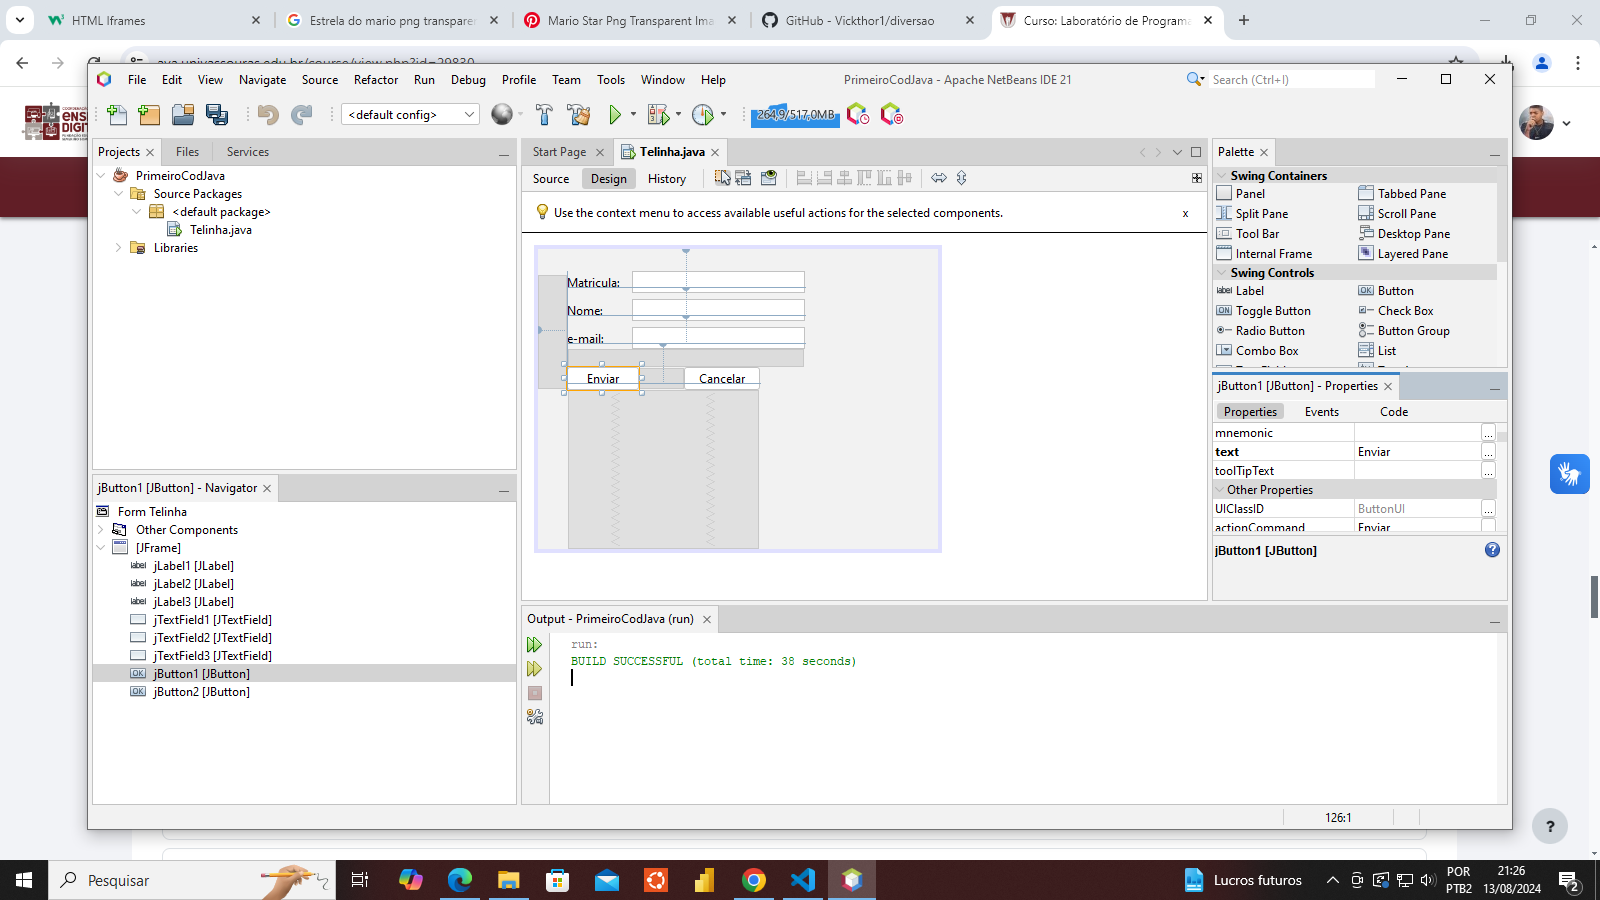 HTML Iframes
Estrela do mario png transpare
Mario Star Png Transparent Ima
GitHub - Vickthor1/diversao
Curso: Laboratório de Programa
File Edit View Navigate Source Refactor Run Debug Profile Team Tools Window Help
PrimeiroCodJava - Apache NetBeans IDE 21
Search (Ctrl+I)
ENS
DIGIT
<default config>
264,9/517,0MB
Projects Files Services
PrimeiroCodJava
Source Packages
<default package>
Telinha.java
Libraries
Start Page Telinha.java
Source Design History
Use the context menu to access available useful actions for the selected components.
x
Matricula:
Nome:
e-mail:
Enviar Cancelar
Palette
Swing Containers
Panel Tabbed Pane
Split Pane Scroll Pane
Tool Bar Desktop Pane
Internal Frame Layered Pane
Swing Controls
Label Button
Toggle Button Check Box
Radio Button Button Group
Combo Box List
jButton1 [JButton] - Properties
Properties Events Code
mnemonic ...
text Enviar ...
toolTipText ...
Other Properties
UIClassID ButtonUI ...
actionCommand Enviar
jButton1 [JButton]
jButton1 [JButton] - Navigator
Form Telinha
Other Components
[JFrame]
label jLabel1 [JLabel]
label jLabel2 [JLabel]
label jLabel3 [JLabel]
jTextField1 [JTextField]
jTextField2 [JTextField]
jTextField3 [JTextField]
OK jButton1 [JButton]
OK jButton2 [JButton]
Output - PrimeiroCodJava (run)
run:
BUILD SUCCESSFUL (total time: 38 seconds)
126:1
Pesquisar
Lucros futuros
POR
PTB2
21:26
13/08/2024
2